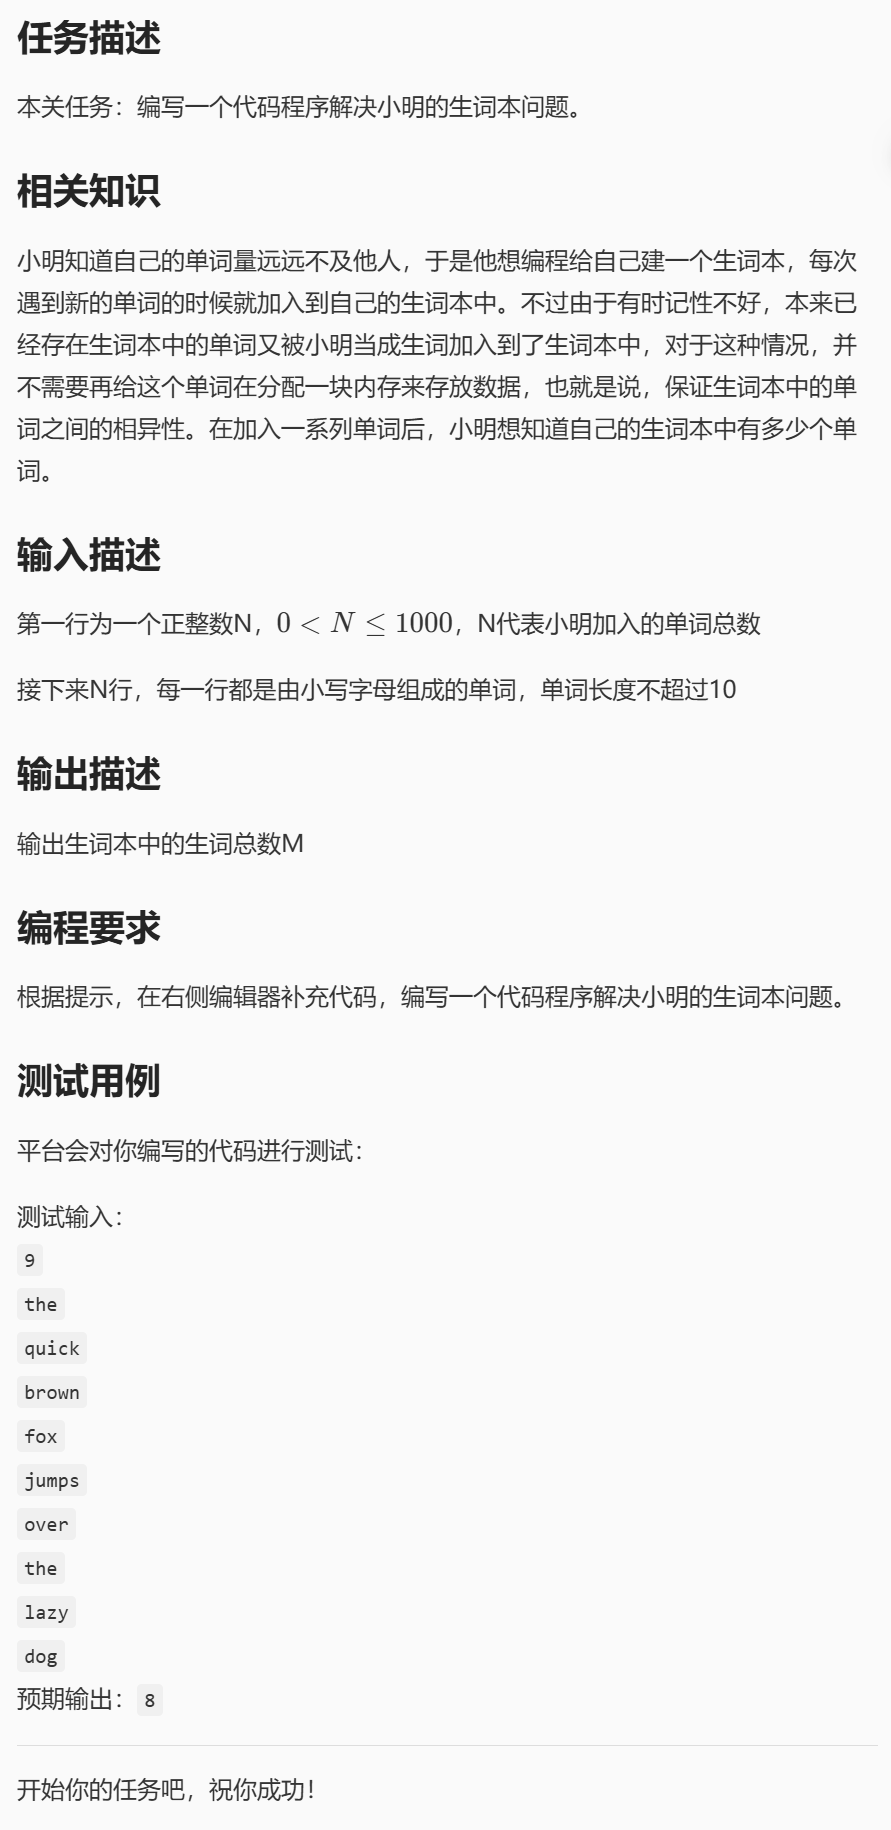 任务描述
本关任务：编写一个代码程序解决小明的生词本问题。
相关知识
小明知道自己的单词量远远不及他人，于是他想编程给自己建一个生词本，每次
遇到新的单词的时候就加入到自己的生词本中。不过由于有时记性不好，本来已
经存在生词本中的单词又被小明当成生词加入到了生词本中，对于这种情况，并
不需要再给这个单词在分配一块内存来存放数据，也就是说，保证生词本中的单
词之间的相异性。在加入一系列单词后，小明想知道自己的生词本中有多少个单
词。
输入描述
第一行为一个正整数N，0 < N ≤ 1000，N代表小明加入的单词总数
接下来N行，每一行都是由小写字母组成的单词，单词长度不超过10
输出描述
输出生词本中的生词总数M
编程要求
根据提示，在右侧编辑器补充代码，编写一个代码程序解决小明的生词本问题。
测试用例
平台会对你编写的代码进行测试：
测试输入：
9
the
quick
brown
fox
jumps
over
the
lazy
dog
预期输出：8
开始你的任务吧，祝你成功！